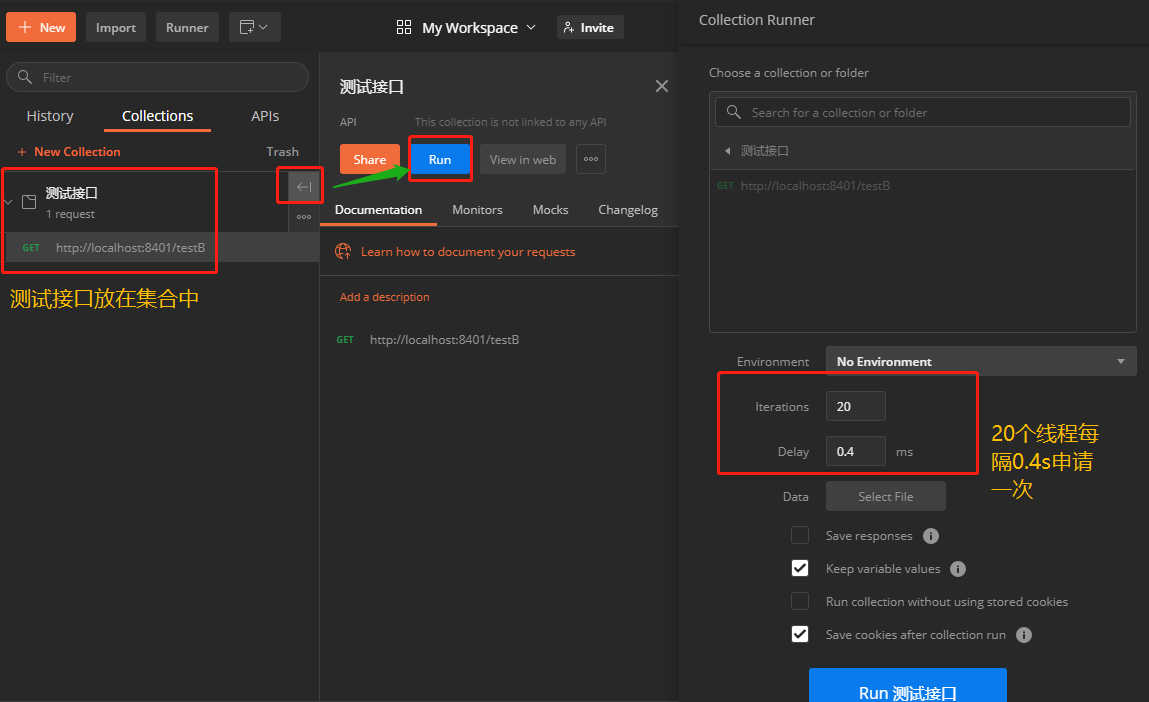 New
Import
Runner
My Workspace
Invite
Filter
History
Collections
APIs
+ New Collection
Trash
测试接口
1 request
GET http://localhost:8401/testB
测试接口放在集合中
测试接口
API
This collection is not linked to any API
Share
Run
View in web
Documentation
Monitors
Mocks
Changelog
Learn how to document your requests
Add a description
GET http://localhost:8401/testB
Collection Runner
Choose a collection or folder
Search for a collection or folder
测试接口
GET http://localhost:8401/testB
Environment No Environment
Iterations 20
Delay 0.4 ms
20个线程每
隔0.4s申请
一次
Data Select File
Save responses
Keep variable values
Run collection without using stored cookies
Save cookies after collection run
Run 测试接口